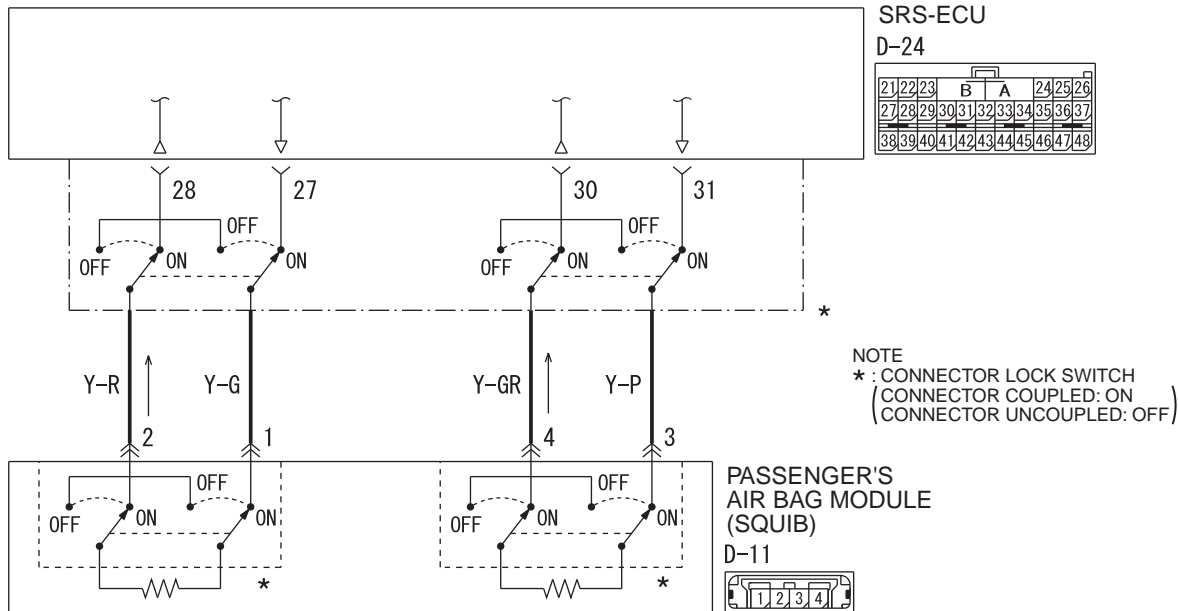 SRS-ECU
D-24
21 22 23 B A 24 25 26
27 28 29 30 31 32 33 34 35 36 37
38 39 40 41 42 43 44 45 46 47 48
28 27 30 31
OFF OFF
OFF ON ON OFF ON ON
*
Y-R Y-G Y-GR Y-P
NOTE
* : CONNECTOR LOCK SWITCH
(CONNECTOR COUPLED: ON
CONNECTOR UNCOUPLED: OFF)
2 1 4 3
PASSENGER'S
AIR BAG MODULE
(SQUIB)
D-11
OFF OFF
OFF ON ON OFF ON ON
* *
1 2 3 4